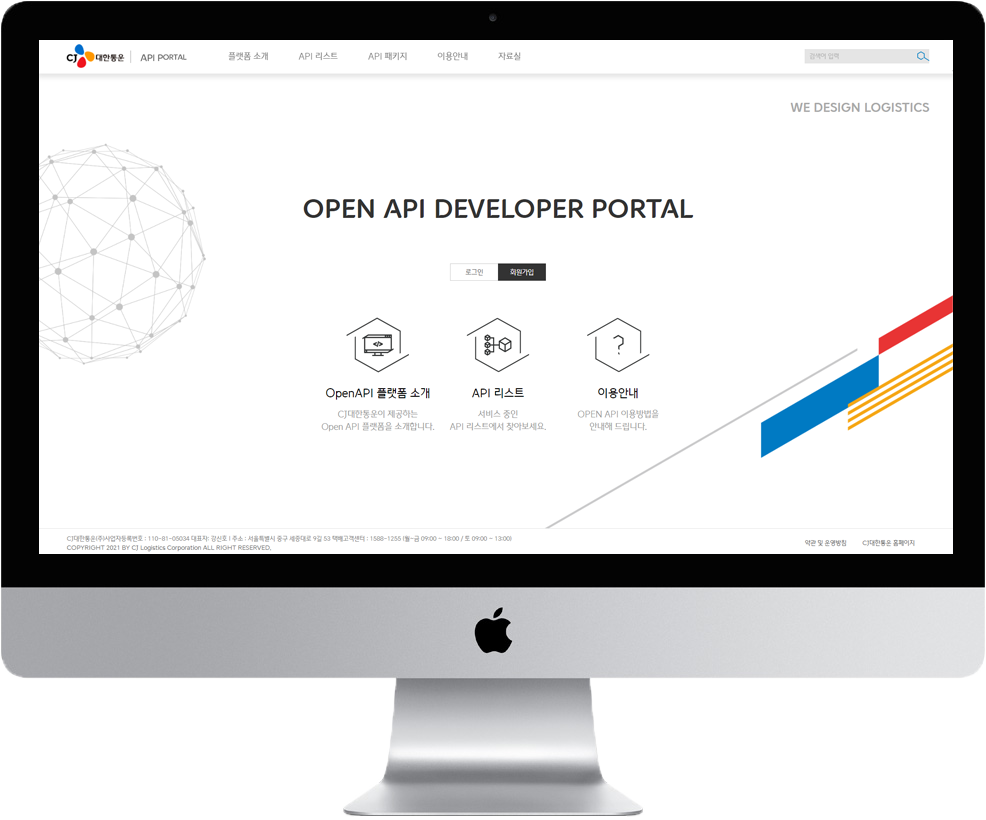 CJ대한통운 API PORTAL 플랫폼 소개 API 리스트 API 패키지 이용안내 자료실 검색어 입력
WE DESIGN LOGISTICS
OPEN API DEVELOPER PORTAL
로그인 회원가입
</>
?
OpenAPI 플랫폼 소개
CJ대한통운이 제공하는
Open API 플랫폼을 소개합니다.
API 리스트
서비스 중인
API 리스트에서 찾아보세요.
이용안내
OPEN API 이용방법을
안내해 드립니다.
CJ대한통운(주)사업자등록번호 : 110-81-05034 대표자: 강신호 | 주소 : 서울특별시 중구 세종대로 9길 53 택배고객센터 : 1588-1255 (월~금 09:00 ~ 18:00 / 토 09:00 ~ 13:00)
COPYRIGHT 2021 BY CJ Logistics Corporation ALL RIGHT RESERVED.
약관 및 운영방침 CJ대한통운 홈페이지